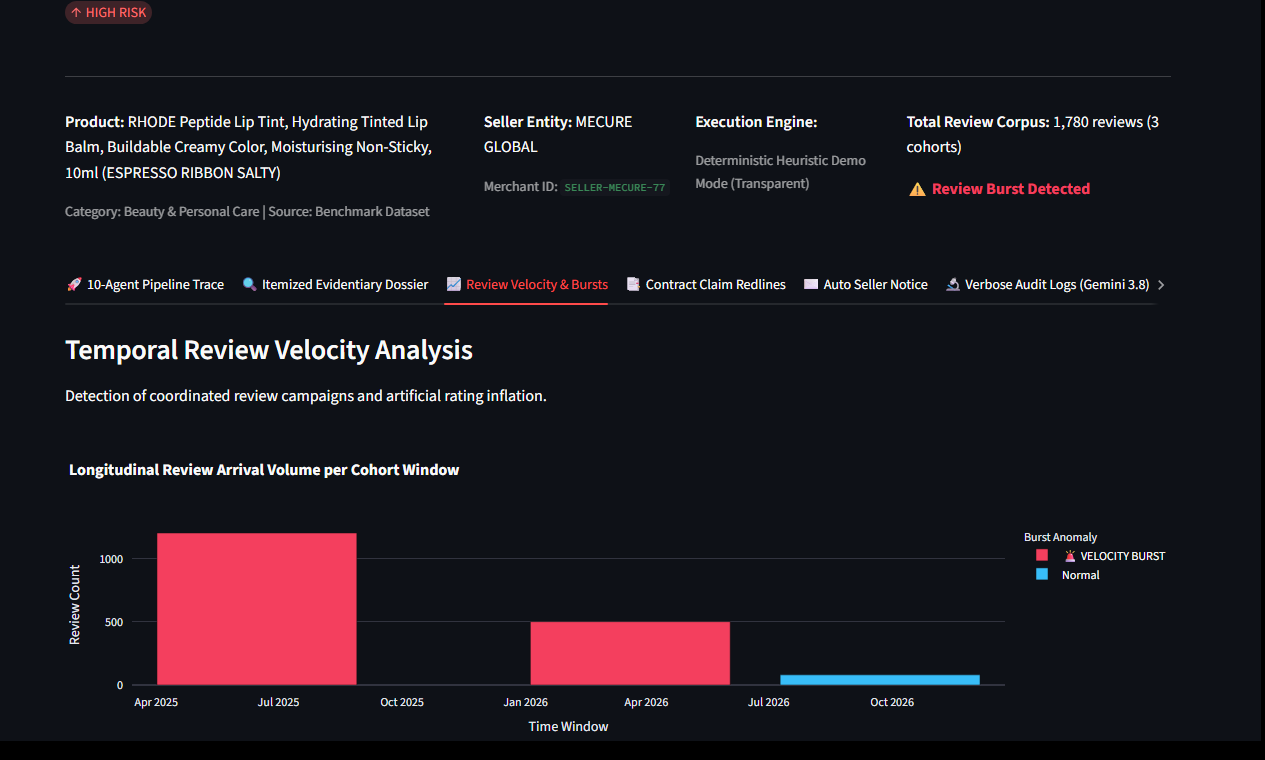 ↑ HIGH RISK
Product: RHODE Peptide Lip Tint, Hydrating Tinted Lip
Balm, Buildable Creamy Color, Moisturising Non-Sticky,
10ml (ESPRESSO RIBBON SALTY)
Category: Beauty & Personal Care | Source: Benchmark Dataset
Seller Entity: MECURE
GLOBAL
Merchant ID: SELLER-MECURE-77
Execution Engine:
Deterministic Heuristic Demo
Mode (Transparent)
Total Review Corpus: 1,780 reviews (3
cohorts)
⚠️ Review Burst Detected
🚀 10-Agent Pipeline Trace
🔍 Itemized Evidentiary Dossier
📈 Review Velocity & Bursts
📑 Contract Claim Redlines
✉️ Auto Seller Notice
🔬 Verbose Audit Logs (Gemini 3.8)
Temporal Review Velocity Analysis
Detection of coordinated review campaigns and artificial rating inflation.
Longitudinal Review Arrival Volume per Cohort Window
Review Count
1000
500
0
Apr 2025
Jul 2025
Oct 2025
Jan 2026
Apr 2026
Jul 2026
Oct 2026
Time Window
Burst Anomaly
🚨 VELOCITY BURST
Normal